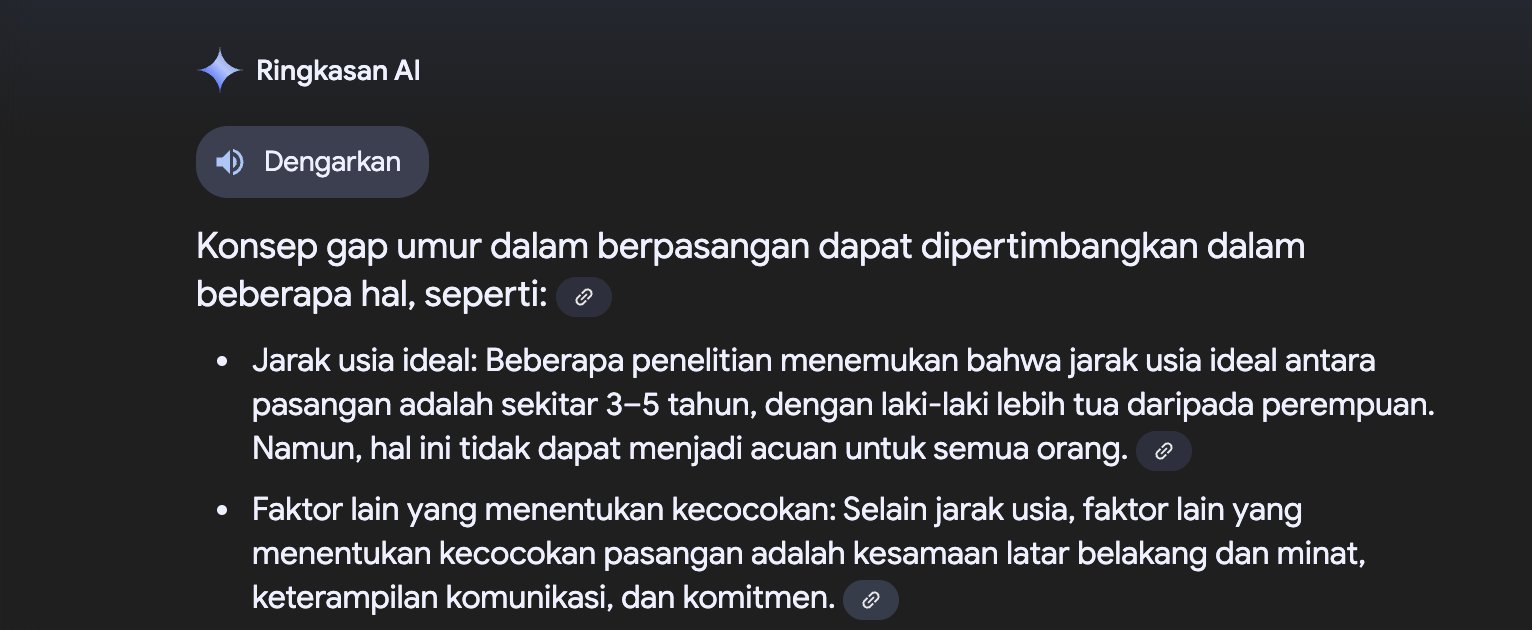 Ringkasan AI
Dengarkan
Konsep gap umur dalam berpasangan dapat dipertimbangkan dalam
beberapa hal, seperti:
• Jarak usia ideal: Beberapa penelitian menemukan bahwa jarak usia ideal antara
pasangan adalah sekitar 3–5 tahun, dengan laki-laki lebih tua daripada perempuan.
Namun, hal ini tidak dapat menjadi acuan untuk semua orang.
• Faktor lain yang menentukan kecocokan: Selain jarak usia, faktor lain yang
menentukan kecocokan pasangan adalah kesamaan latar belakang dan minat,
keterampilan komunikasi, dan komitmen.